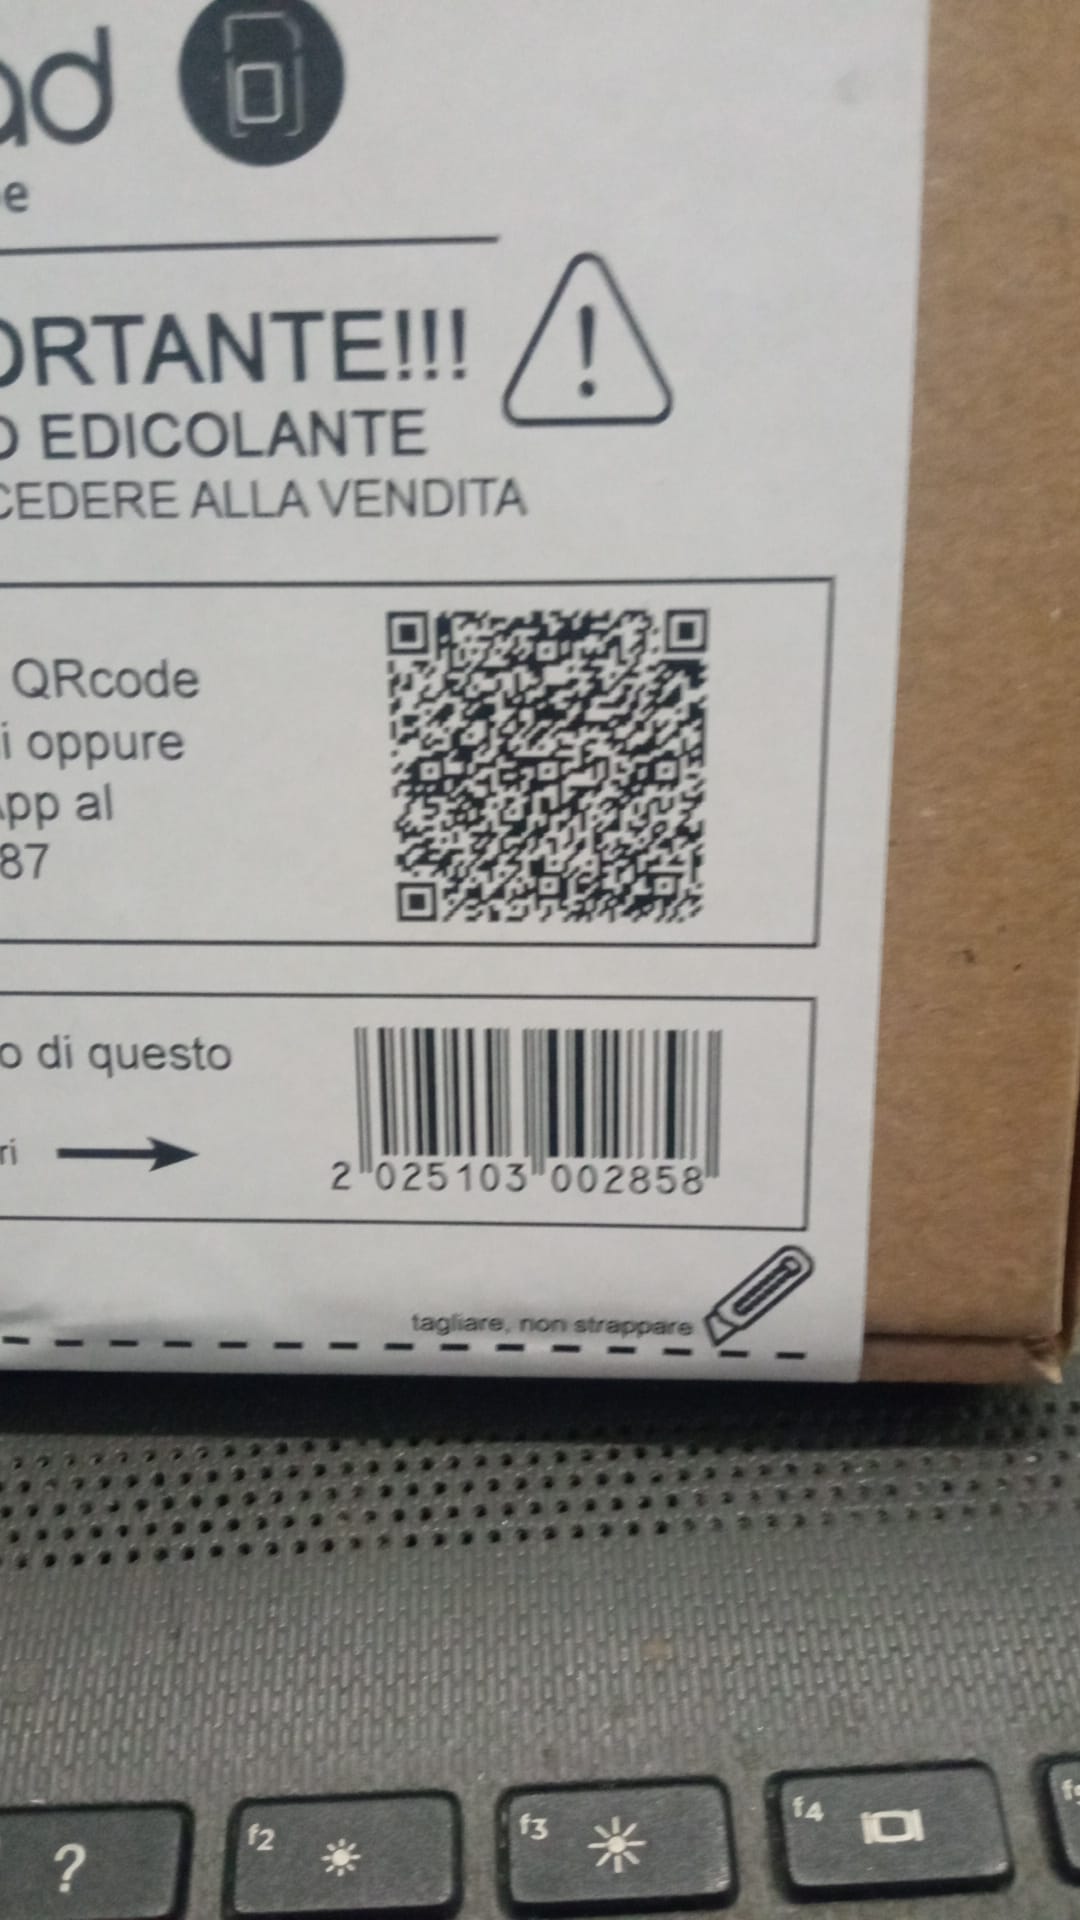 ad
e
ORTANTE!!!
O EDICOLANTE
CEDERE ALLA VENDITA
QRcode
i oppure
App al
87
o di questo
ri
2 025103 002858
tagliare, non strappare
?
f2
f3
f4